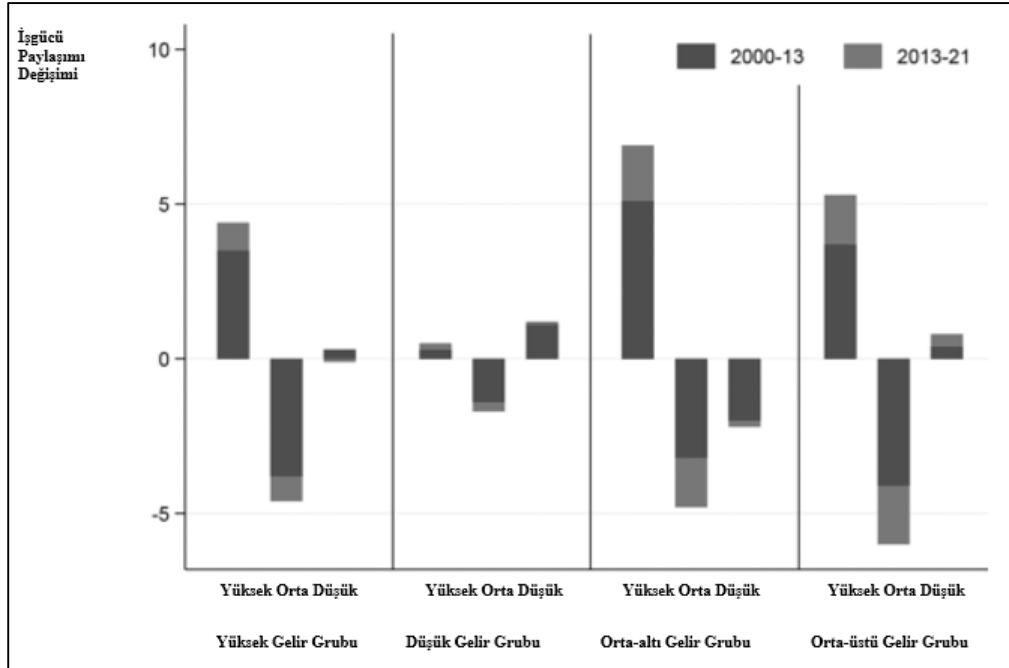 İşgücü
Paylaşımı
Değişimi
10
2000-13
2013-21
5
0
-5
Yüksek Orta Düşük
Yüksek Orta Düşük
Yüksek Orta Düşük
Yüksek Orta Düşük
Yüksek Gelir Grubu
Düşük Gelir Grubu
Orta-altı Gelir Grubu
Orta-üstü Gelir Grubu